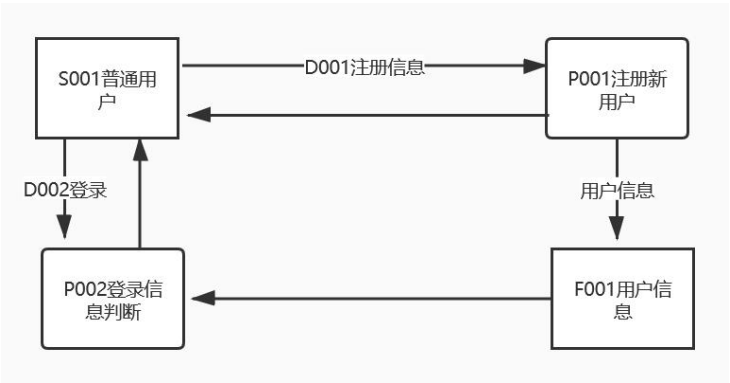 S001普通用
户
D001注册信息
P001注册新
用户
D002登录
用户信息
P002登录信
息判断
F001用户信
息